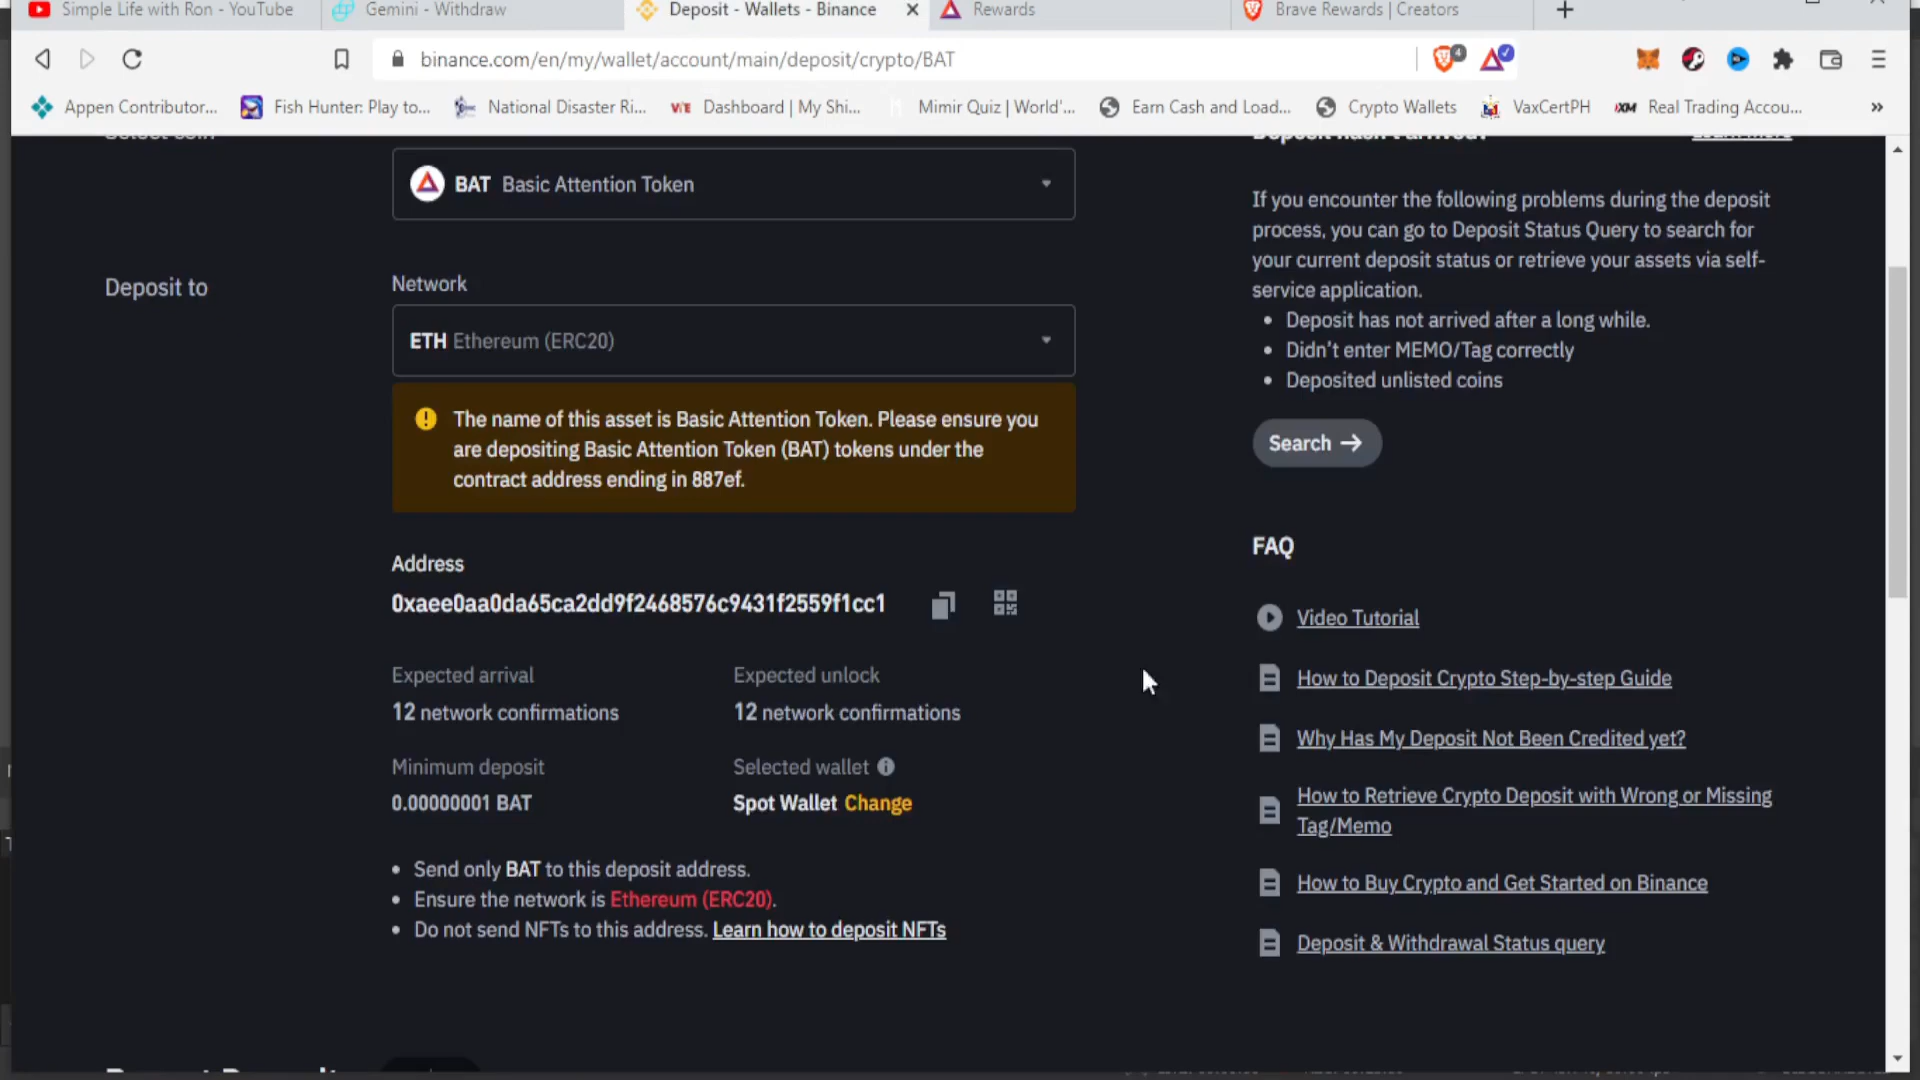 Simple Life with Ron - YouTube
Gemini - Withdraw
Deposit - Wallets - Binance
Rewards
Brave Rewards | Creators
binance.com/en/my/wallet/account/main/deposit/crypto/BAT
4
Appen Contributor...
Fish Hunter: Play to...
National Disaster Ri...
Dashboard | My Shi...
Mimir Quiz | World'...
Earn Cash and Load...
Crypto Wallets
VaxCertPH
Real Trading Accou...
»
Select coin
BAT Basic Attention Token
Deposit to
Network
ETH Ethereum (ERC20)
The name of this asset is Basic Attention Token. Please ensure you
are depositing Basic Attention Token (BAT) tokens under the
contract address ending in 887ef.
Address
0xaee0aa0da65ca2dd9f2468576c9431f2559f1cc1
Expected arrival
12 network confirmations
Expected unlock
12 network confirmations
Minimum deposit
0.00000001 BAT
Selected wallet
Spot Wallet Change
• Send only BAT to this deposit address.
• Ensure the network is Ethereum (ERC20).
• Do not send NFTs to this address. Learn how to deposit NFTs
Deposit hasn't arrived?
Learn more
If you encounter the following problems during the deposit
process, you can go to Deposit Status Query to search for
your current deposit status or retrieve your assets via self-
service application.
• Deposit has not arrived after a long while.
• Didn't enter MEMO/Tag correctly
• Deposited unlisted coins
Search →
FAQ
Video Tutorial
How to Deposit Crypto Step-by-step Guide
Why Has My Deposit Not Been Credited yet?
How to Retrieve Crypto Deposit with Wrong or Missing
Tag/Memo
How to Buy Crypto and Get Started on Binance
Deposit & Withdrawal Status query